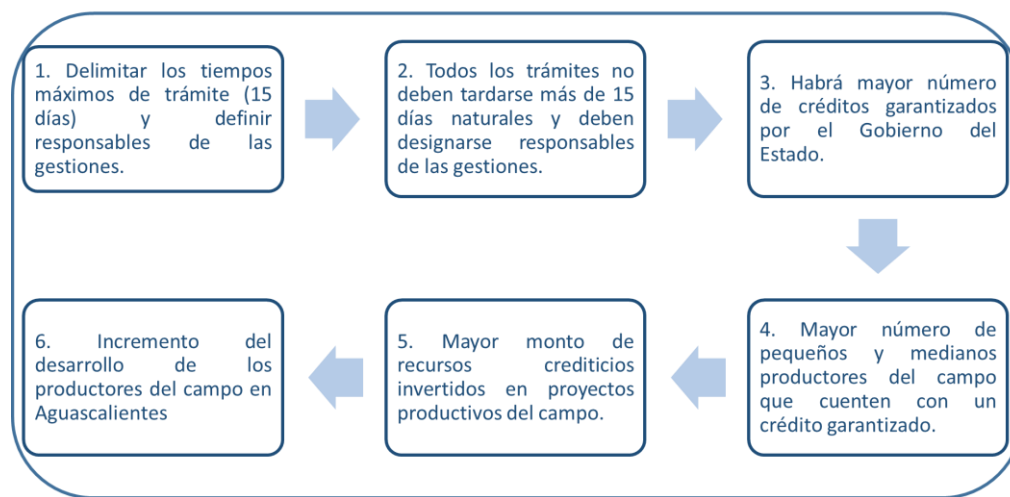 1. Delimitar los tiempos
máximos de trámite (15
días) y definir
responsables de las
gestiones.
2. Todos los trámites no
deben tardarse más de 15
días naturales y deben
designarse responsables
de las gestiones.
3. Habrá mayor número
de créditos garantizados
por el Gobierno del
Estado.
4. Mayor número de
pequeños y medianos
productores del campo
que cuenten con un
crédito garantizado.
5. Mayor monto de
recursos crediticios
invertidos en proyectos
productivos del campo.
6. Incremento del
desarrollo de los
productores del campo en
Aguascalientes